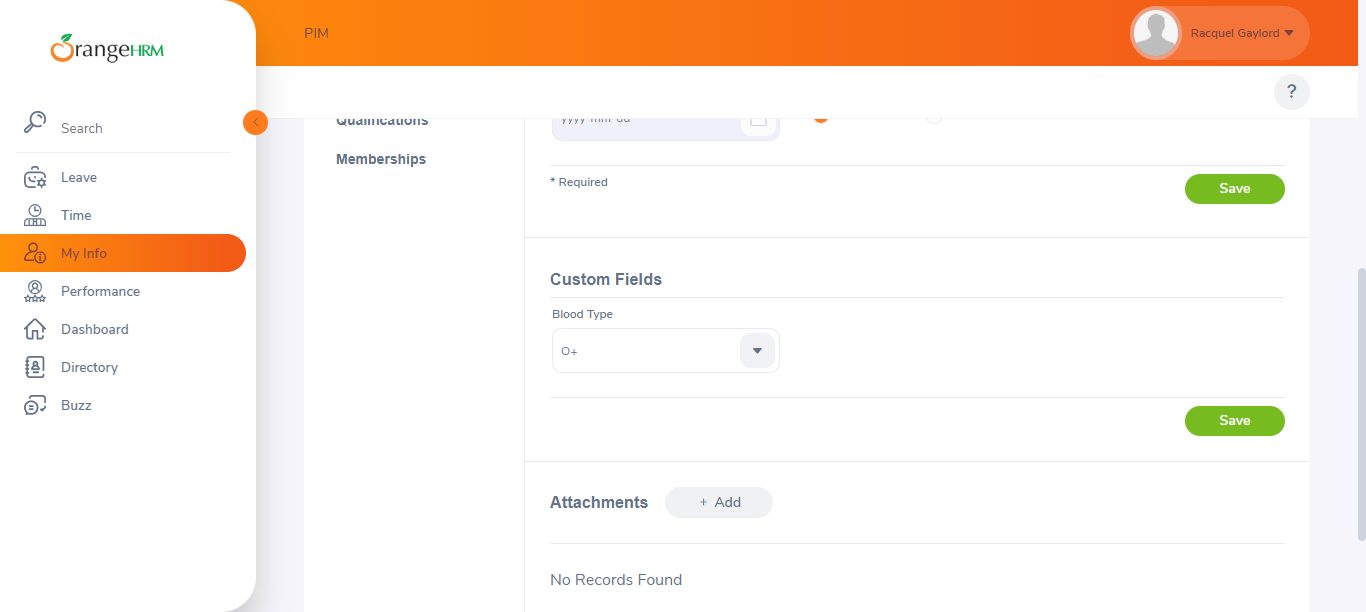 OrangeHRM
PIM
Racquel Gaylord
?
Search
Leave
Time
My Info
Performance
Dashboard
Directory
Buzz
Qualifications
Memberships
yyyy-mm-dd
* Required
Save
Custom Fields
Blood Type
O+
Save
Attachments
+ Add
No Records Found